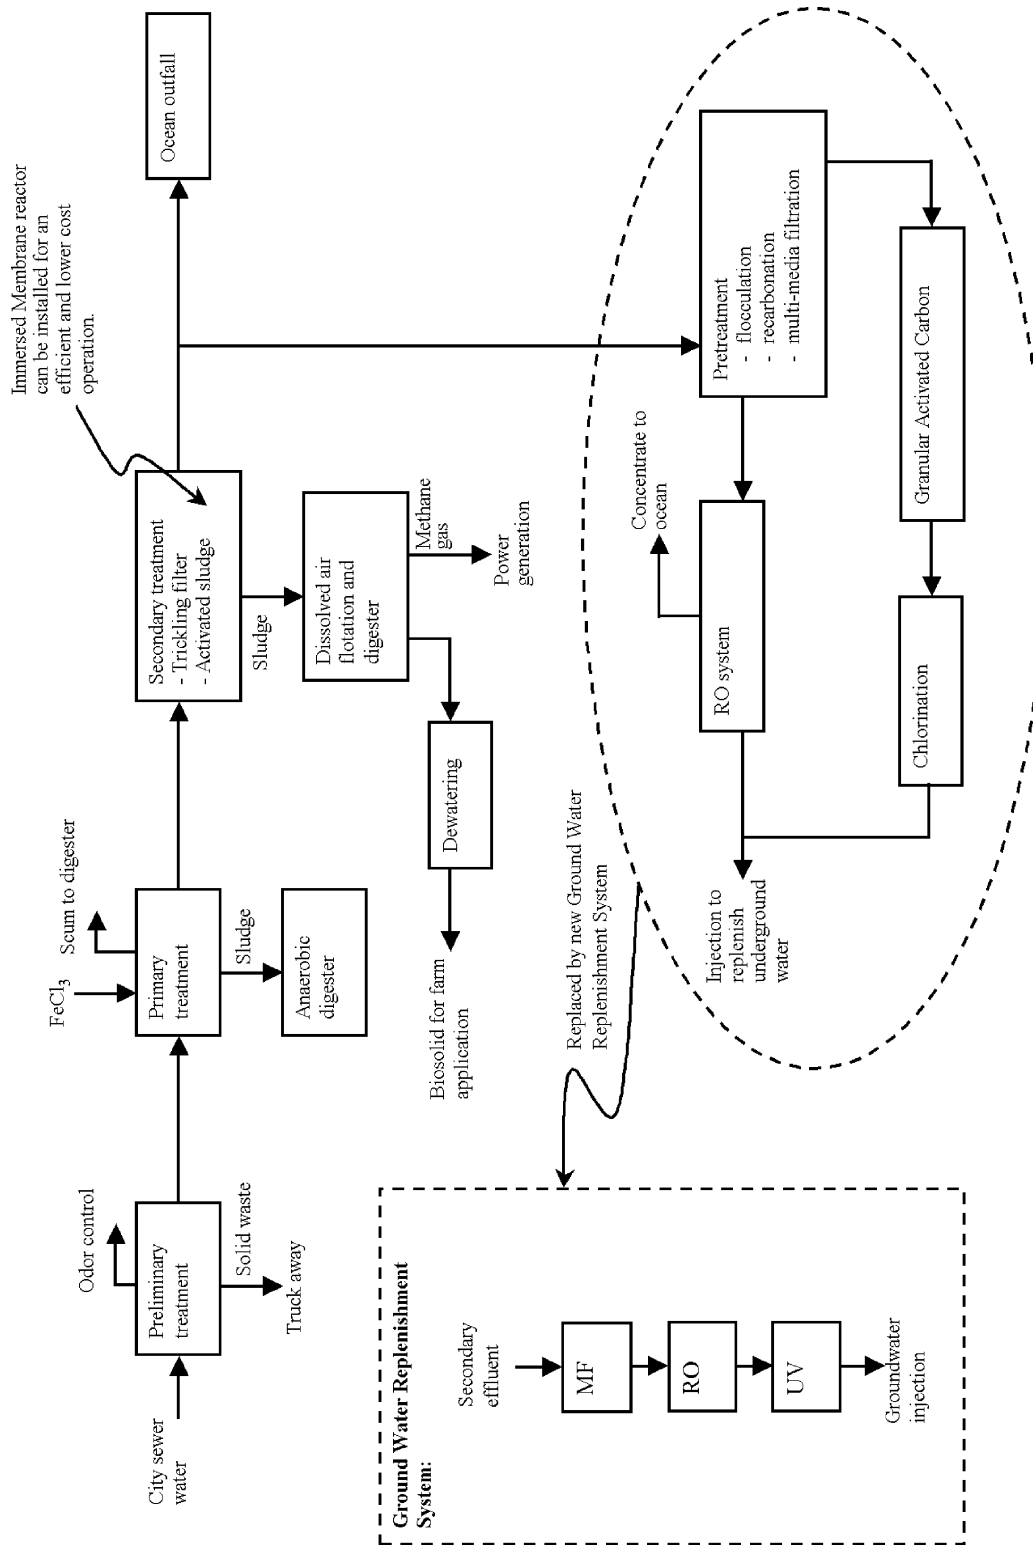 City sewer
water
Odor control
Preliminary
treatment
Solid waste
Truck away
FeCl3
Scum to digester
Primary
treatment
Sludge
Anaerobic
digester
Immersed Membrane reactor
can be installed for an
efficient and lower cost
operation.
Secondary treatment
- Trickling filter
- Activated sludge
Sludge
Dissolved air
flotation and
digester
Methane
gas
Power
generation
Dewatering
Biosolid for farm
application
Ocean outfall
Pretreatment
- flocculation
- recarbonation
- multi-media filtration
Concentrate to
ocean
RO system
Granular Activated Carbon
Chlorination
Injection to
replenish
underground
water
Replaced by new Ground Water
Replenishment System
Ground Water Replenishment
System:
Secondary
effluent
MF
RO
UV
Groundwater
injection